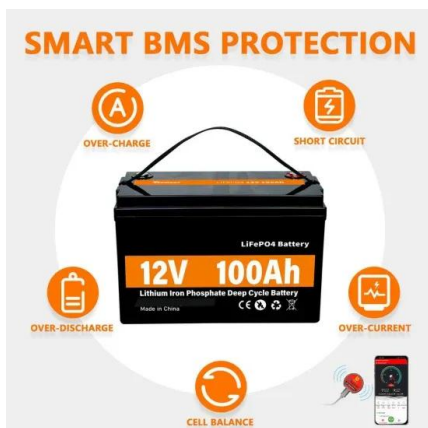 SMART BMS PROTECTION
OVER-CHARGE
SHORT CIRCUIT
LiFePO4 Battery
12V 100Ah
Lithium Iron Phosphate Deep Cycle Battery
Made in China
CE
OVER-DISCHARGE
OVER-CURRENT
CELL BALANCE